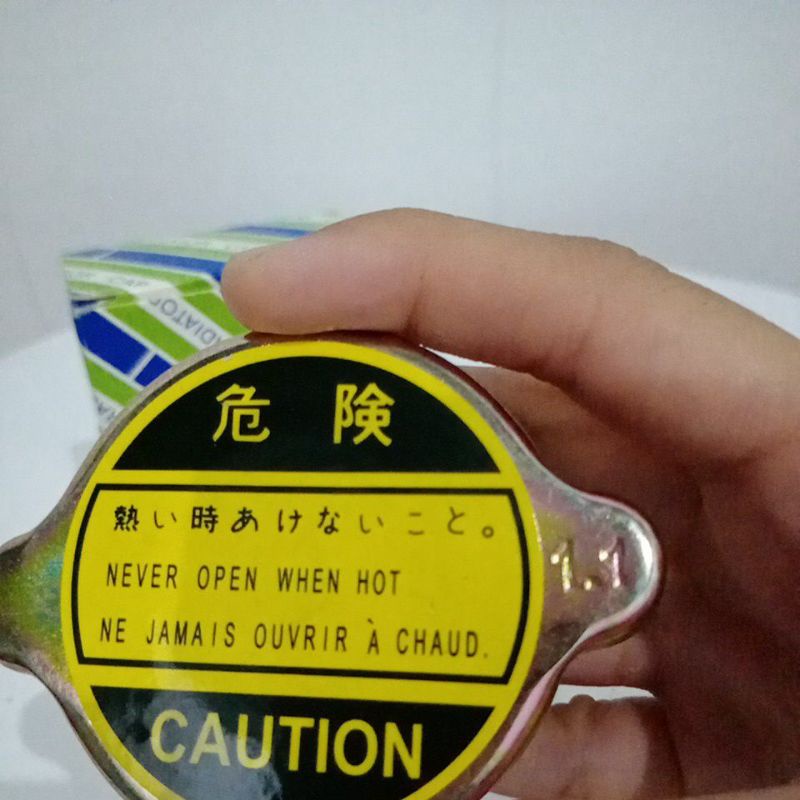 危険
熱い時あけないこと。
NEVER OPEN WHEN HOT
NE JAMAIS OUVRIR À CHAUD.
CAUTION
1.1